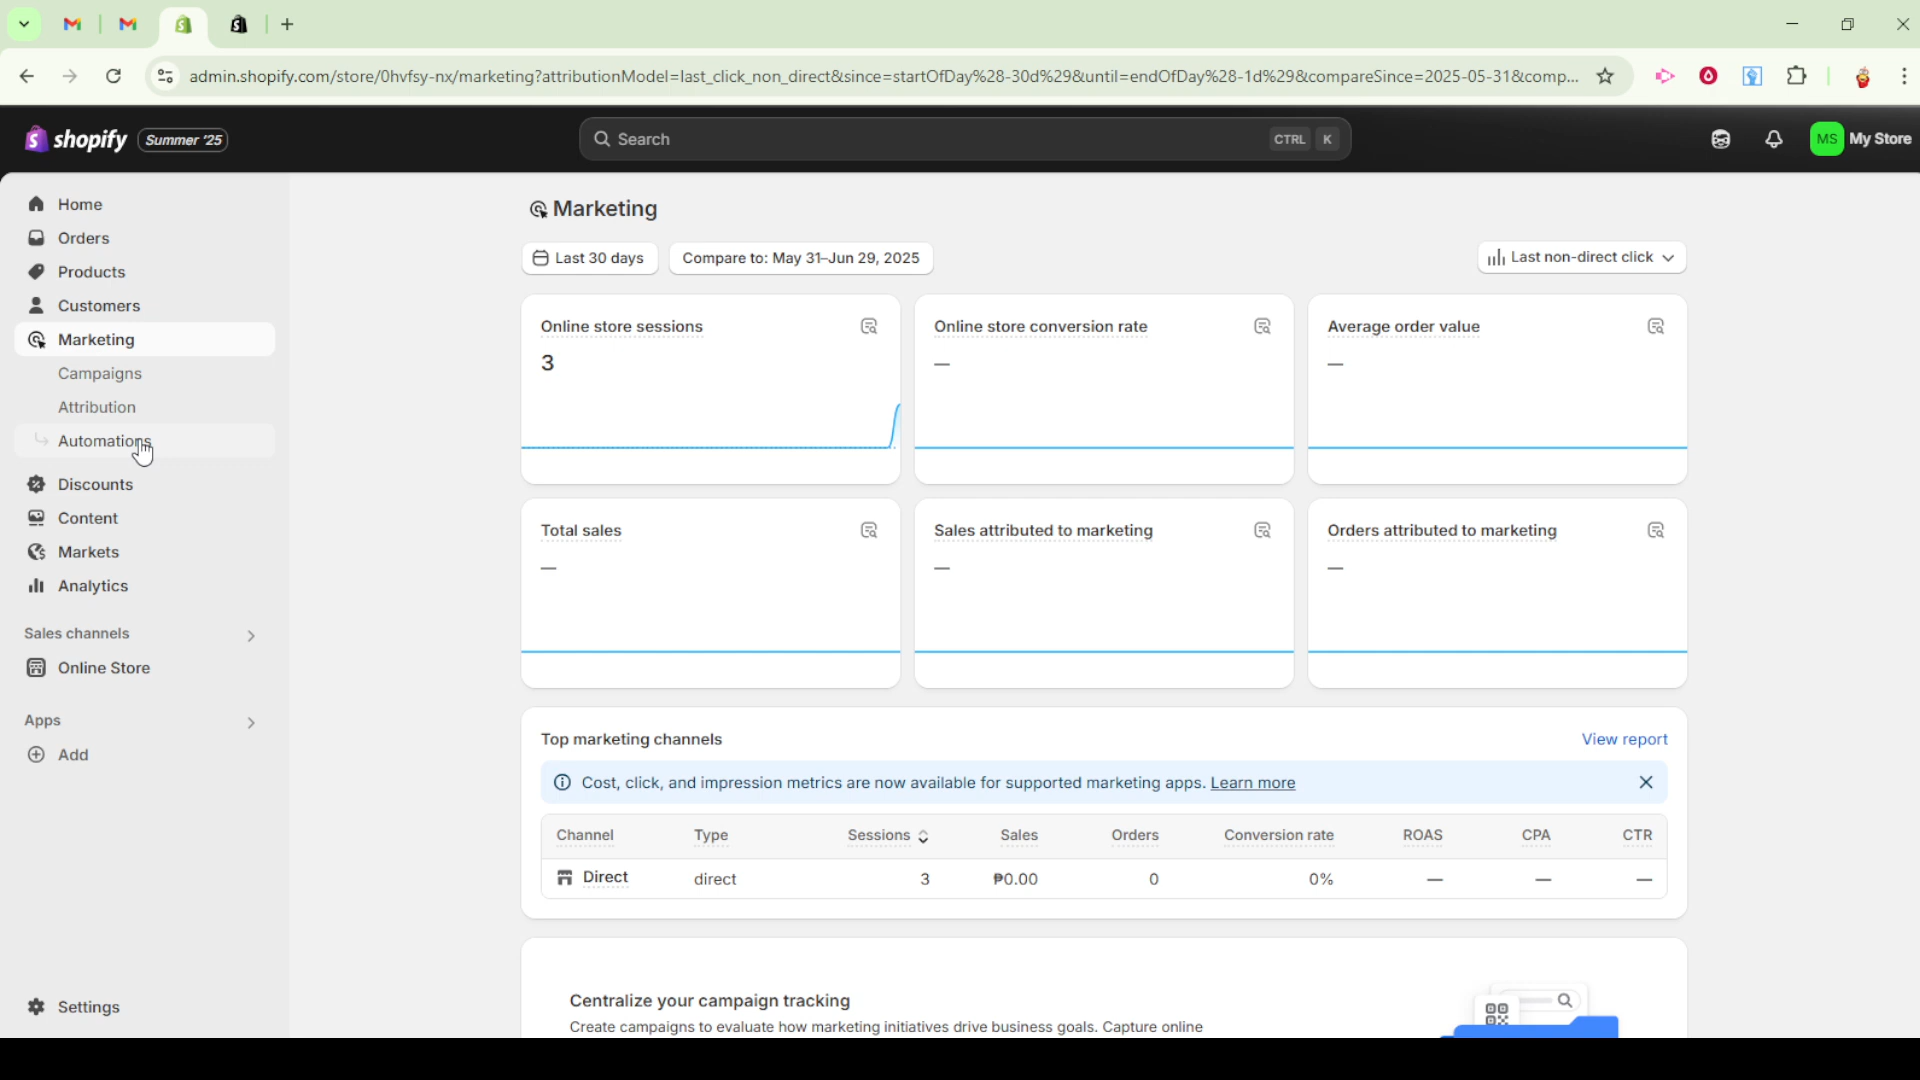 admin.shopify.com/store/0hvfsy-nx/marketing?attributionModel=last_click_non_direct&since=startOfDay%28-30d%29&until=endOfDay%28-1d%29&compareSince=2025-05-31&comp...
shopify Summer '25
Search CTRL K
MS My Store
Home
Orders
Products
Customers
Marketing
Campaigns
Attribution
Automations
Discounts
Content
Markets
Analytics
Sales channels
Online Store
Apps
Add
Settings
Marketing
Last 30 days Compare to: May 31–Jun 29, 2025 Last non-direct click
Online store sessions
3
Online store conversion rate
—
Average order value
—
Total sales
—
Sales attributed to marketing
—
Orders attributed to marketing
—
Top marketing channels View report
Cost, click, and impression metrics are now available for supported marketing apps. Learn more
Channel Type Sessions Sales Orders Conversion rate ROAS CPA CTR
Direct direct 3 ₱0.00 0 0% — — —
Centralize your campaign tracking
Create campaigns to evaluate how marketing initiatives drive business goals. Capture online